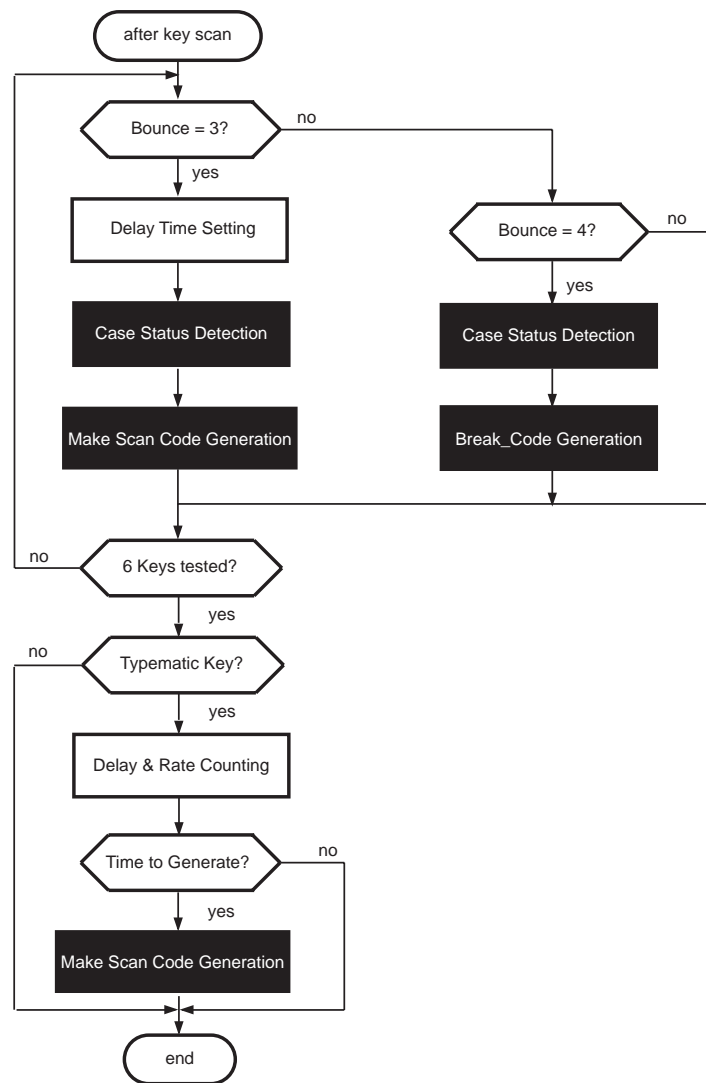 after key scan
Bounce = 3?
no
yes
Delay Time Setting
Bounce = 4?
no
yes
Case Status Detection
Case Status Detection
Make Scan Code Generation
Break_Code Generation
no
6 Keys tested?
yes
no
Typematic Key?
yes
Delay & Rate Counting
Time to Generate?
no
yes
Make Scan Code Generation
end